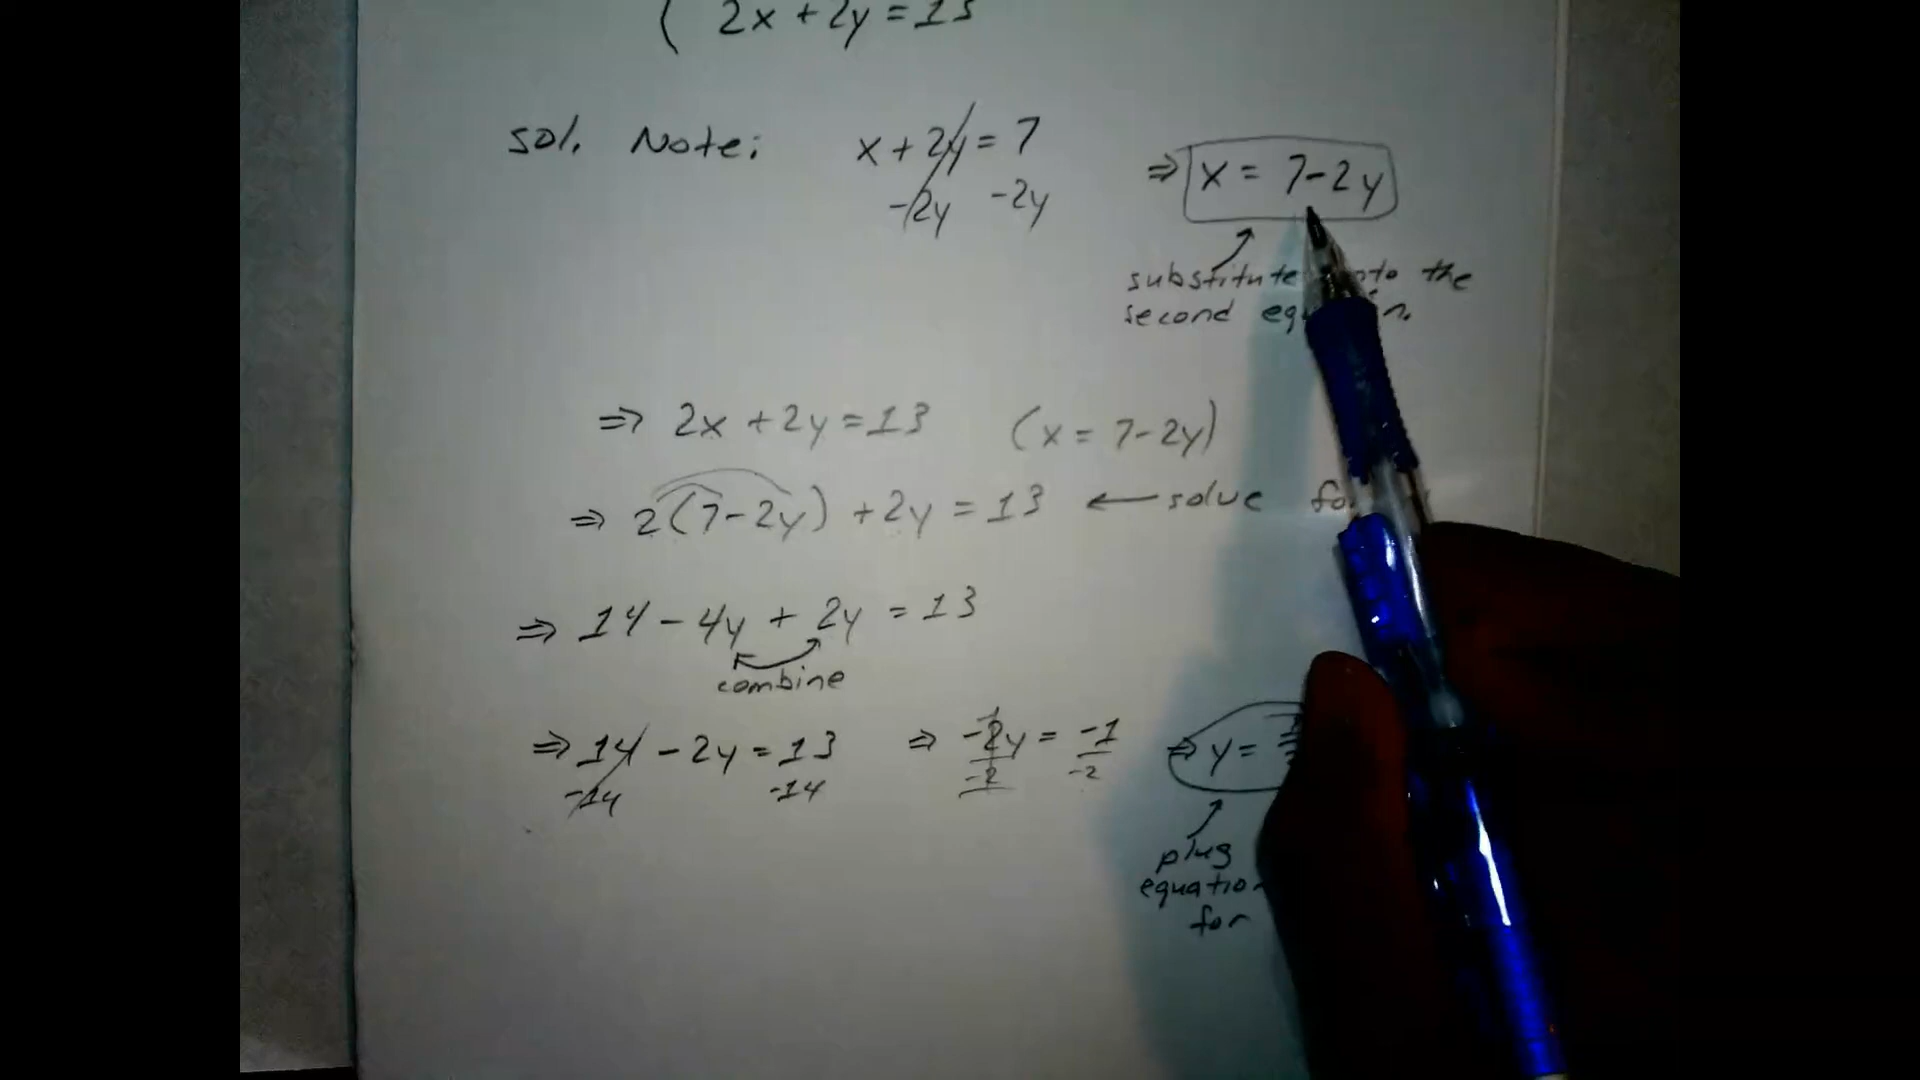 ( 2x + 2y = 13
sol. Note: x + 2y = 7
-2y -2y
⇒ x = 7 - 2y
substitute the
second
⇒ 2x + 2y = 13 (x = 7 - 2y)
⇒ 2(7 - 2y) + 2y = 13 ← solve
⇒ 14 - 4y + 2y = 13
combine
⇒ 14 - 2y = 13 ⇒ -2y = -1 ⇒ y =
-14 -14 -2 -2
plug
for